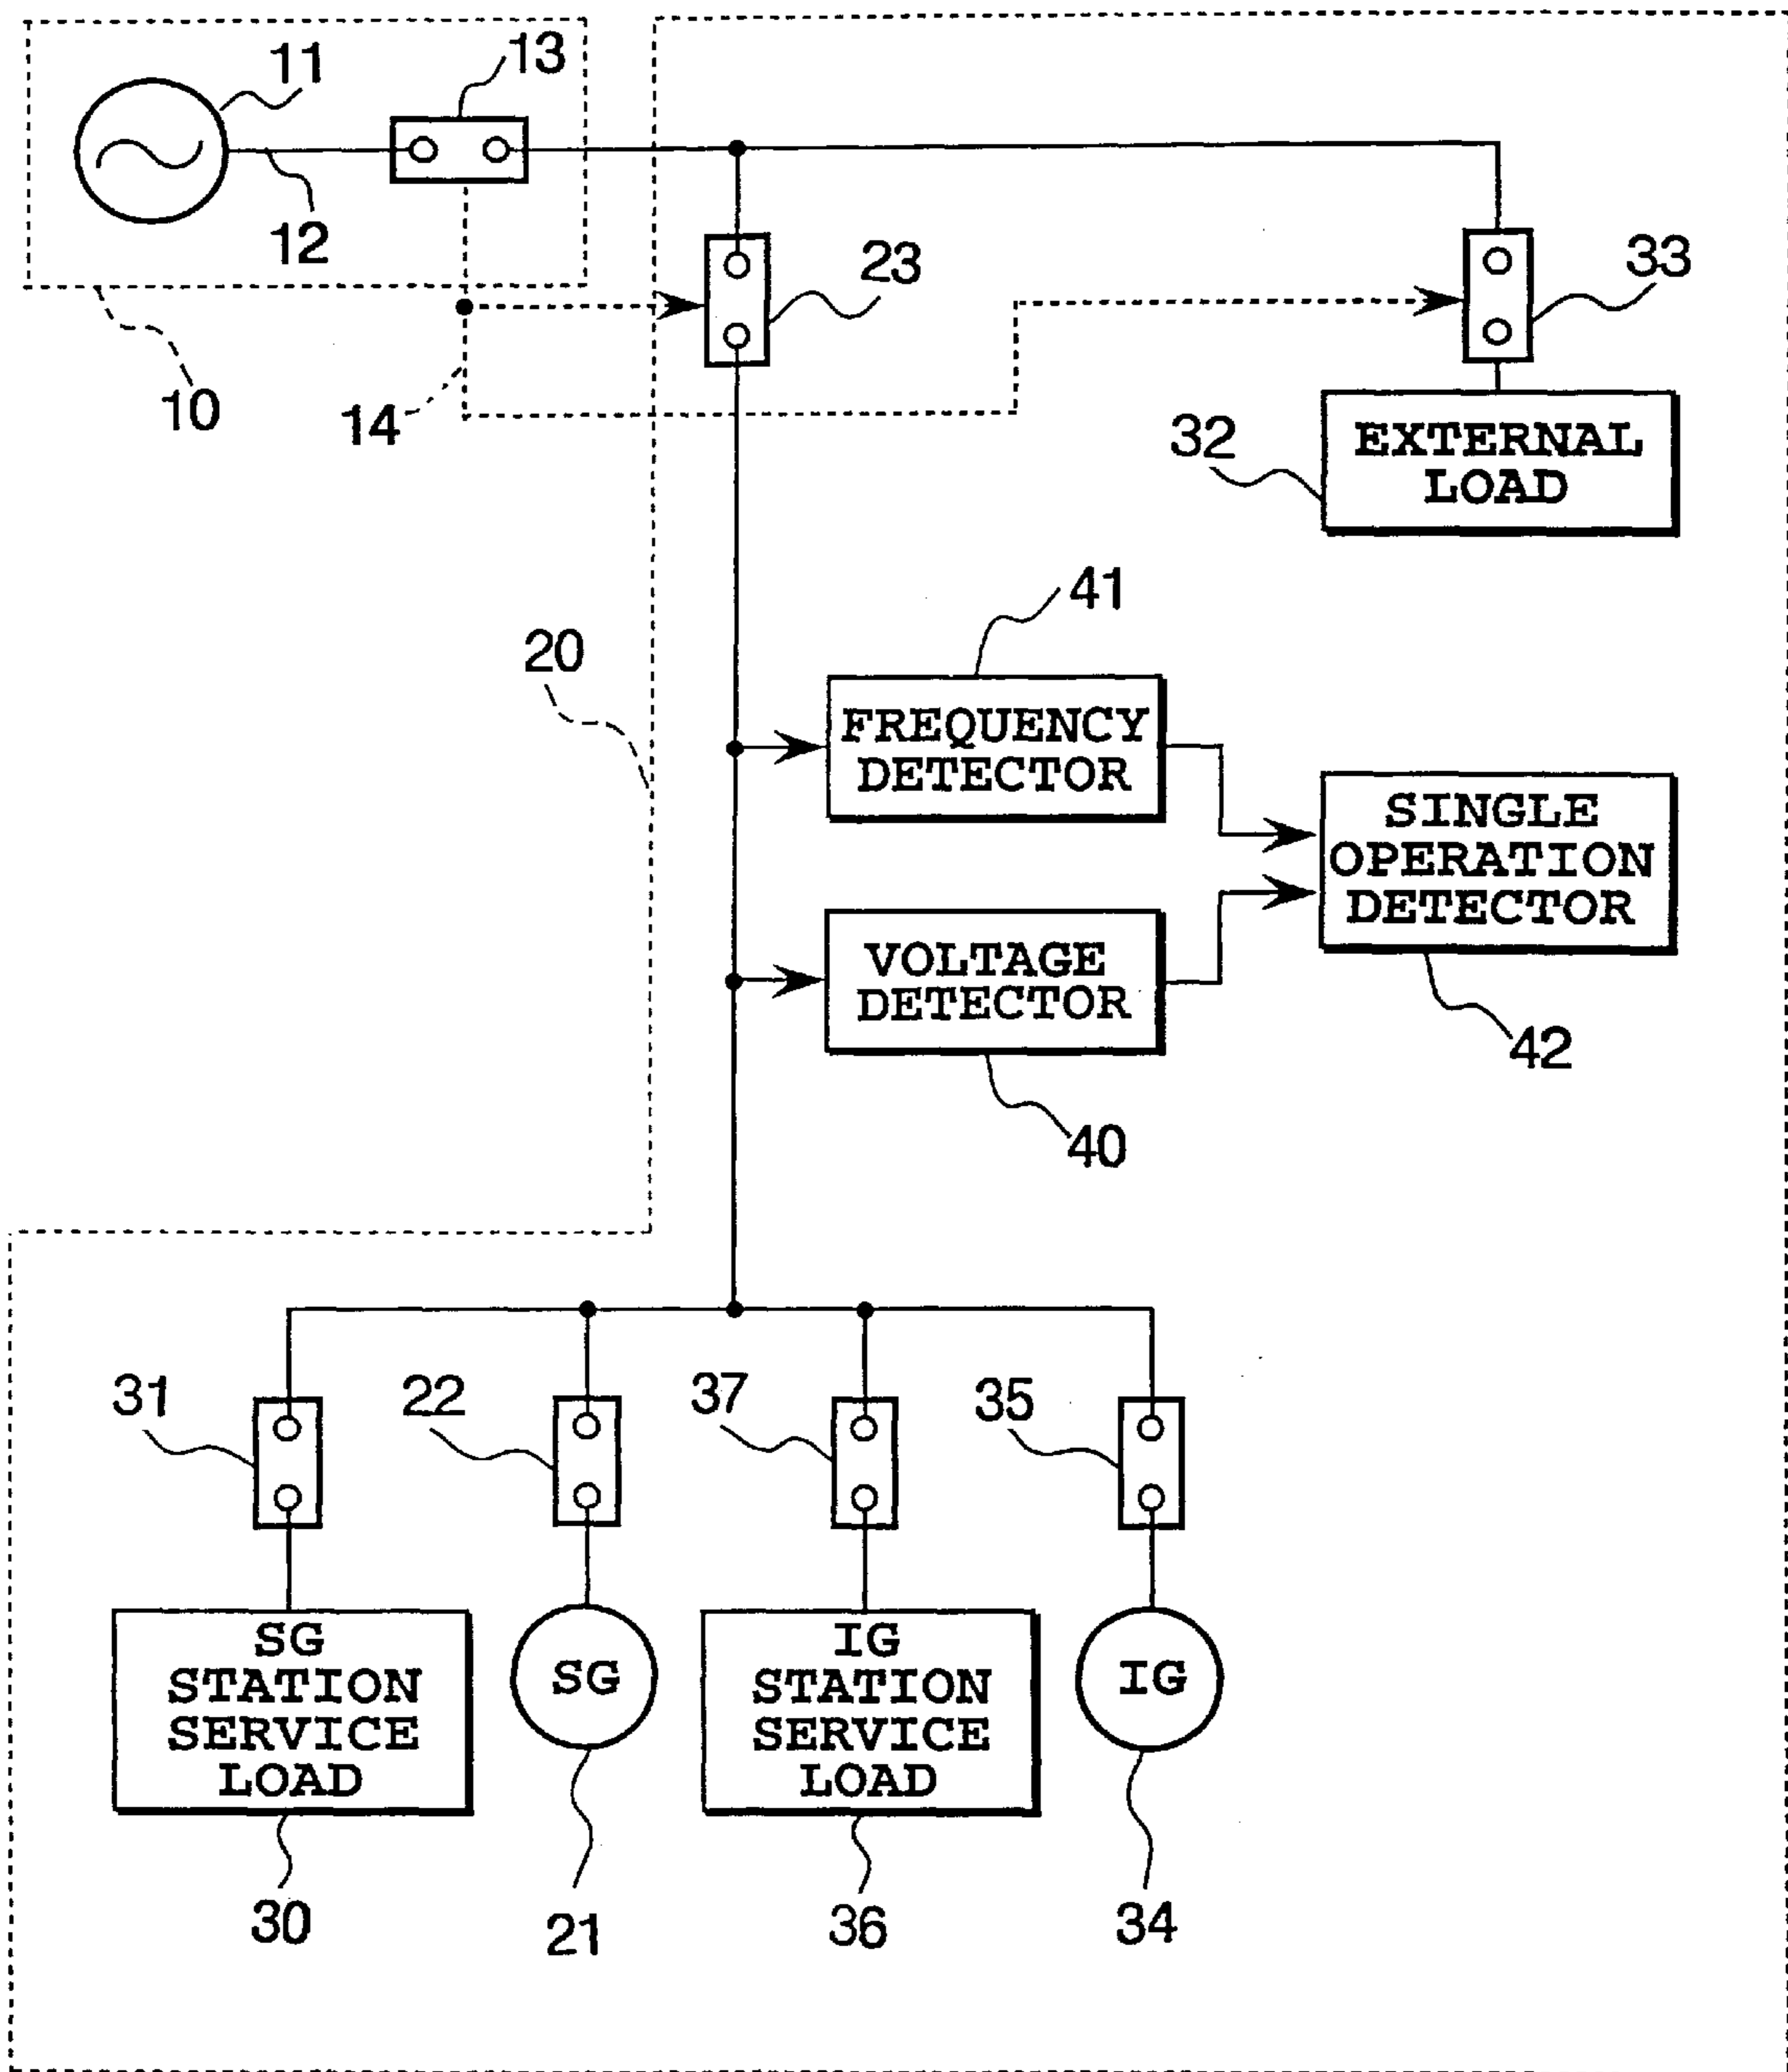 11
13
12
10
14
23
33
32
EXTERNAL
LOAD
41
20
FREQUENCY
DETECTOR
SINGLE
OPERATION
DETECTOR
VOLTAGE
DETECTOR
42
40
31
22
37
35
SG
STATION
SERVICE
LOAD
SG
IG
STATION
SERVICE
LOAD
IG
30
21
36
34